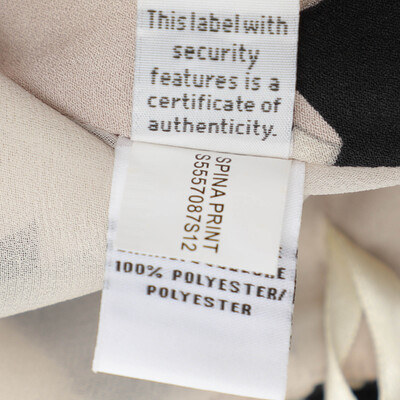 This label with
security
features is a
certificate of
authenticity.
SPINA PRINT
S5557087S12
100% POLYESTER/
POLYESTER